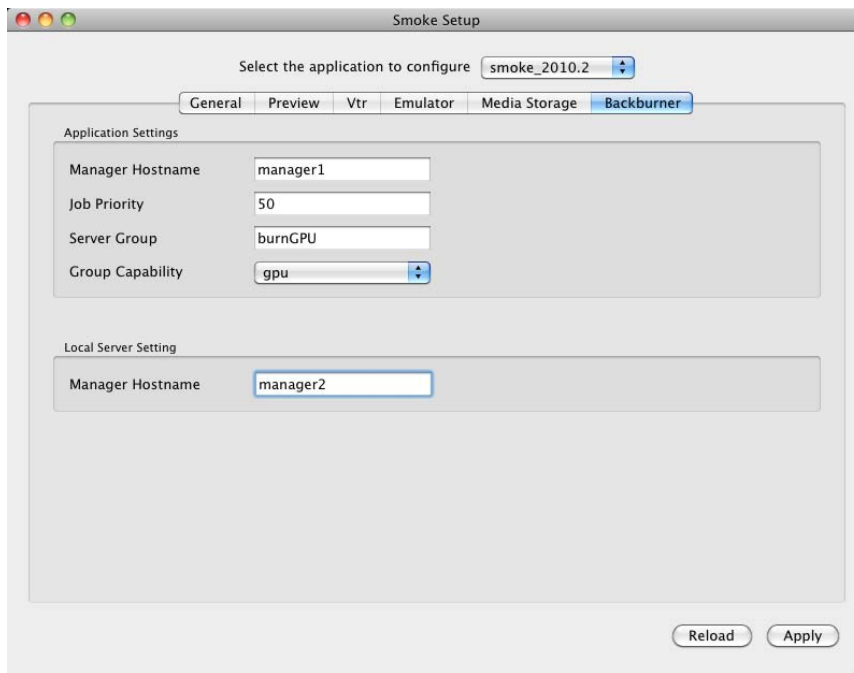 Smoke Setup
Select the application to configure smoke_2010.2
General Preview Vtr Emulator Media Storage Backburner
Application Settings
Manager Hostname manager1
Job Priority 50
Server Group burnGPU
Group Capability gpu
Local Server Setting
Manager Hostname manager2
Reload Apply